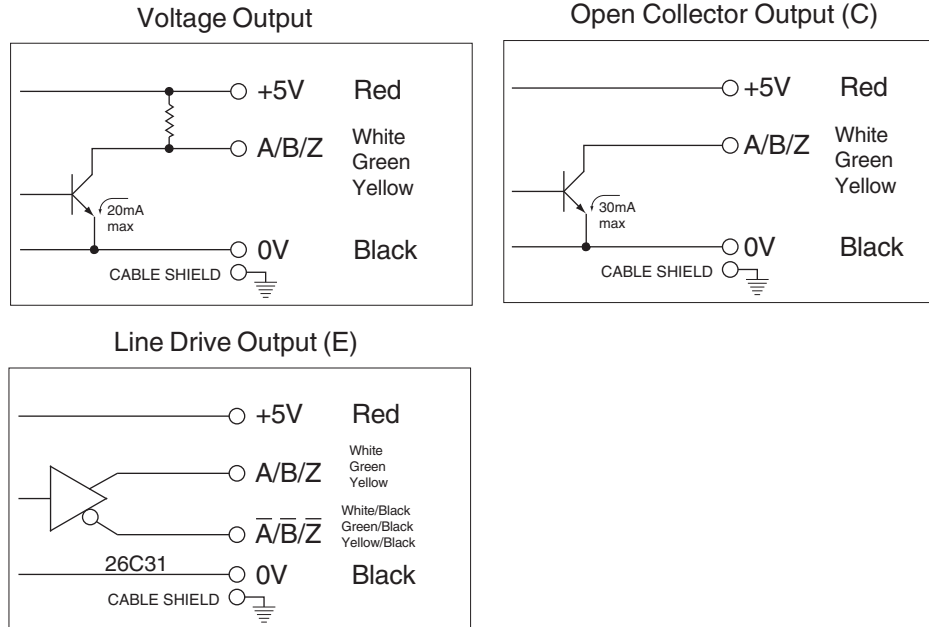 Voltage Output
+5V Red
A/B/Z White
Green
Yellow
20mA
max
0V Black
CABLE SHIELD
Open Collector Output (C)
+5V Red
A/B/Z White
Green
Yellow
30mA
max
0V Black
CABLE SHIELD
Line Drive Output (E)
+5V Red
A/B/Z White
Green
Yellow
A̅/B̅/Z̅ White/Black
Green/Black
Yellow/Black
26C31
0V Black
CABLE SHIELD